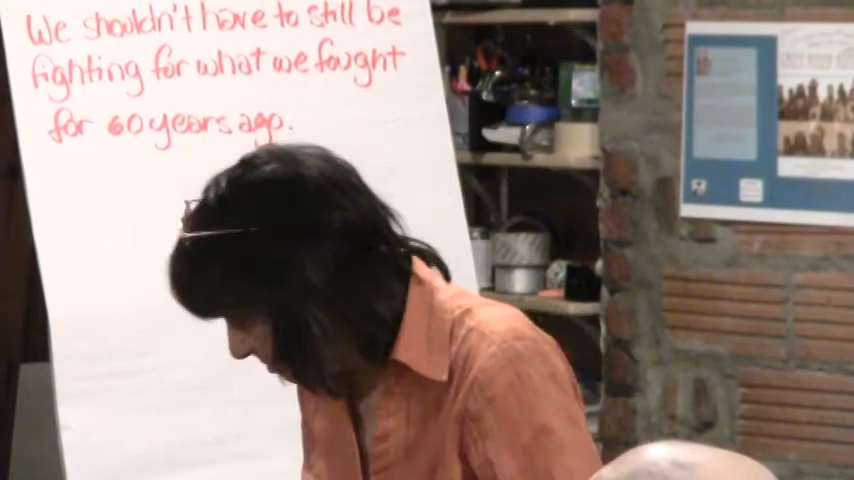 We shouldn't have to still be
fighting for what we fought
for 60 years ago.